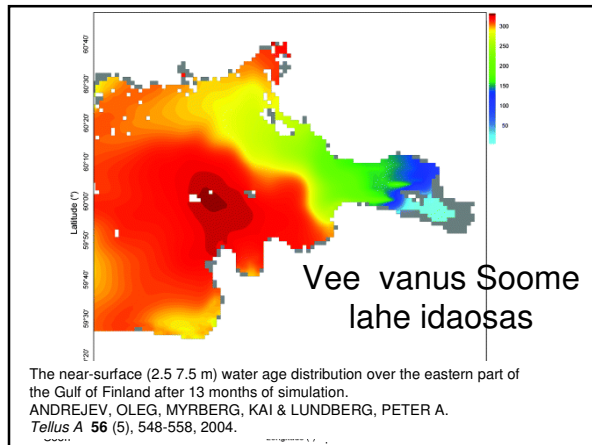 60°40'
60°30'
60°20'
60°10'
60°00'
59°50'
59°40'
59°30'
59°20'
Latitude (°)
300
250
200
150
100
50
Vee vanus Soome
lahe idaosas
The near-surface (2.5 7.5 m) water age distribution over the eastern part of
the Gulf of Finland after 13 months of simulation.
ANDREJEV, OLEG, MYRBERG, KAI & LUNDBERG, PETER A.
Tellus A 56 (5), 548-558, 2004.